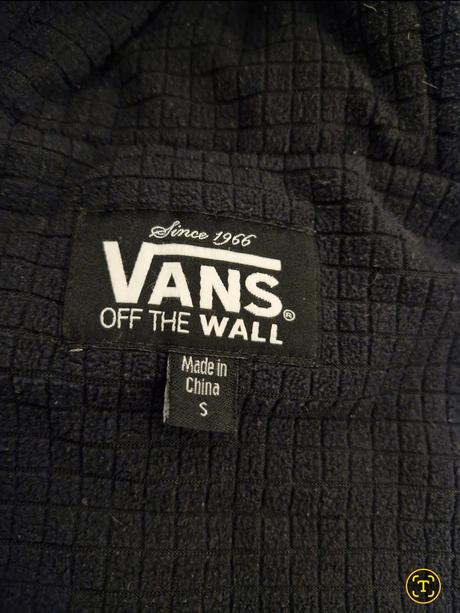 Since 1966
VANS®
OFF THE WALL
Made in
China
S